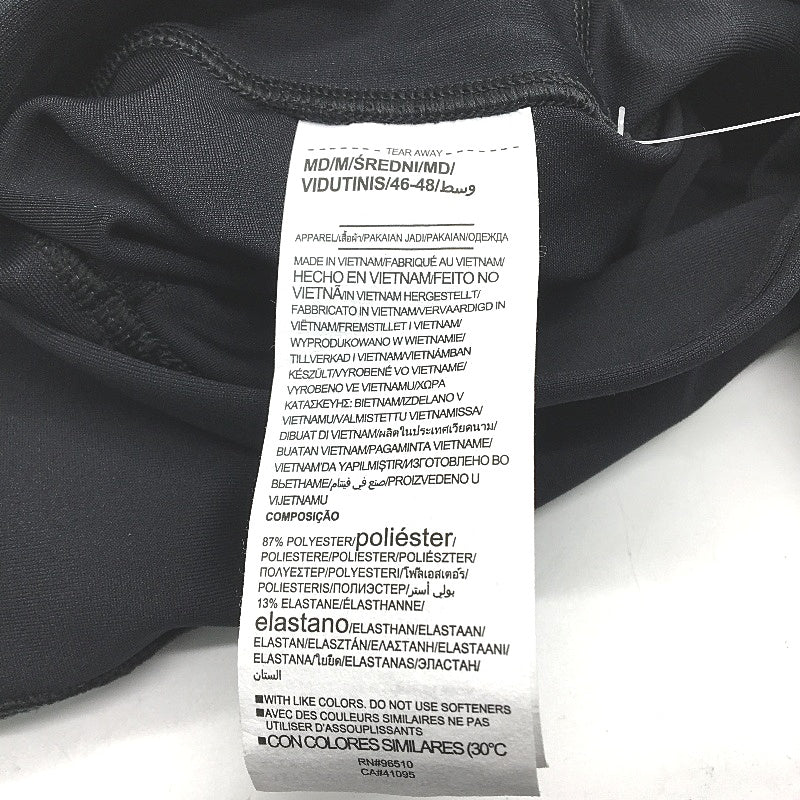 TEAR AWAY
MD/M/ŚREDNI/MD/
VIDUTINIS/46-48/وسط
APPAREL/เสื้อผ้า/PAKAIAN JADI/PAKAIAN/ОДЕЖДА
MADE IN VIETNAM/FABRIQUÉ AU VIETNAM/
HECHO EN VIETNAM/FEITO NO
VIETNÃ/IN VIETNAM HERGESTELLT/
FABBRICATO IN VIETNAM/VERVAARDIGD IN
VIËTNAM/FREMSTILLET I VIETNAM/
WYPRODUKOWANO W WIETNAMIE/
TILLVERKAD I VIETNAM/VIETNÁMBAN
KÉSZÜLT/VYROBENÉ VO VIETNAME/
VYROBENO VE VIETNAMU/ΧΩΡΑ
ΚΑΤΑΣΚΕΥΗΣ: ΒΙΕΤΝΑΜ/IZDELANO V
VIETNAMU/VALMISTETTU VIETNAMISSA/
DIBUAT DI VIETNAM/ผลิตในประเทศเวียดนาม/
BUATAN VIETNAM/PAGAMINTA VIETNAME/
VIETNAM'DA YAPILMIŞTIR/ИЗГОТОВЛЕНО ВО
ВЬЕТНАМЕ/صنع في فيتنام/PROIZVEDENO U
VIJETNAMU
COMPOSIÇÃO
87% POLYESTER/poliéster/
POLIESTERE/POLIESTER/POLIÉSZTER/
ΠΟΛΥΕΣΤΕΡ/POLYESTERI/โพลีเอสเตอร์/
POLIESTERIS/ПОЛИЭСТЕР/بولي أستر
13% ELASTANE/ÉLASTHANNE/
elastano/ELASTHAN/ELASTAAN/
ELASTAN/ELASZTÁN/ΕΛΑΣΤΑΝΗ/ELASTAANI/
ELASTANA/ใยยืด/ELASTANAS/ЭЛАСТАН/
الستان
■WITH LIKE COLORS. DO NOT USE SOFTENERS
■AVEC DES COULEURS SIMILAIRES NE PAS
UTILISER D'ASSOUPLISSANTS
■CON COLORES SIMILARES (30°C
RN#96510
CA#41095